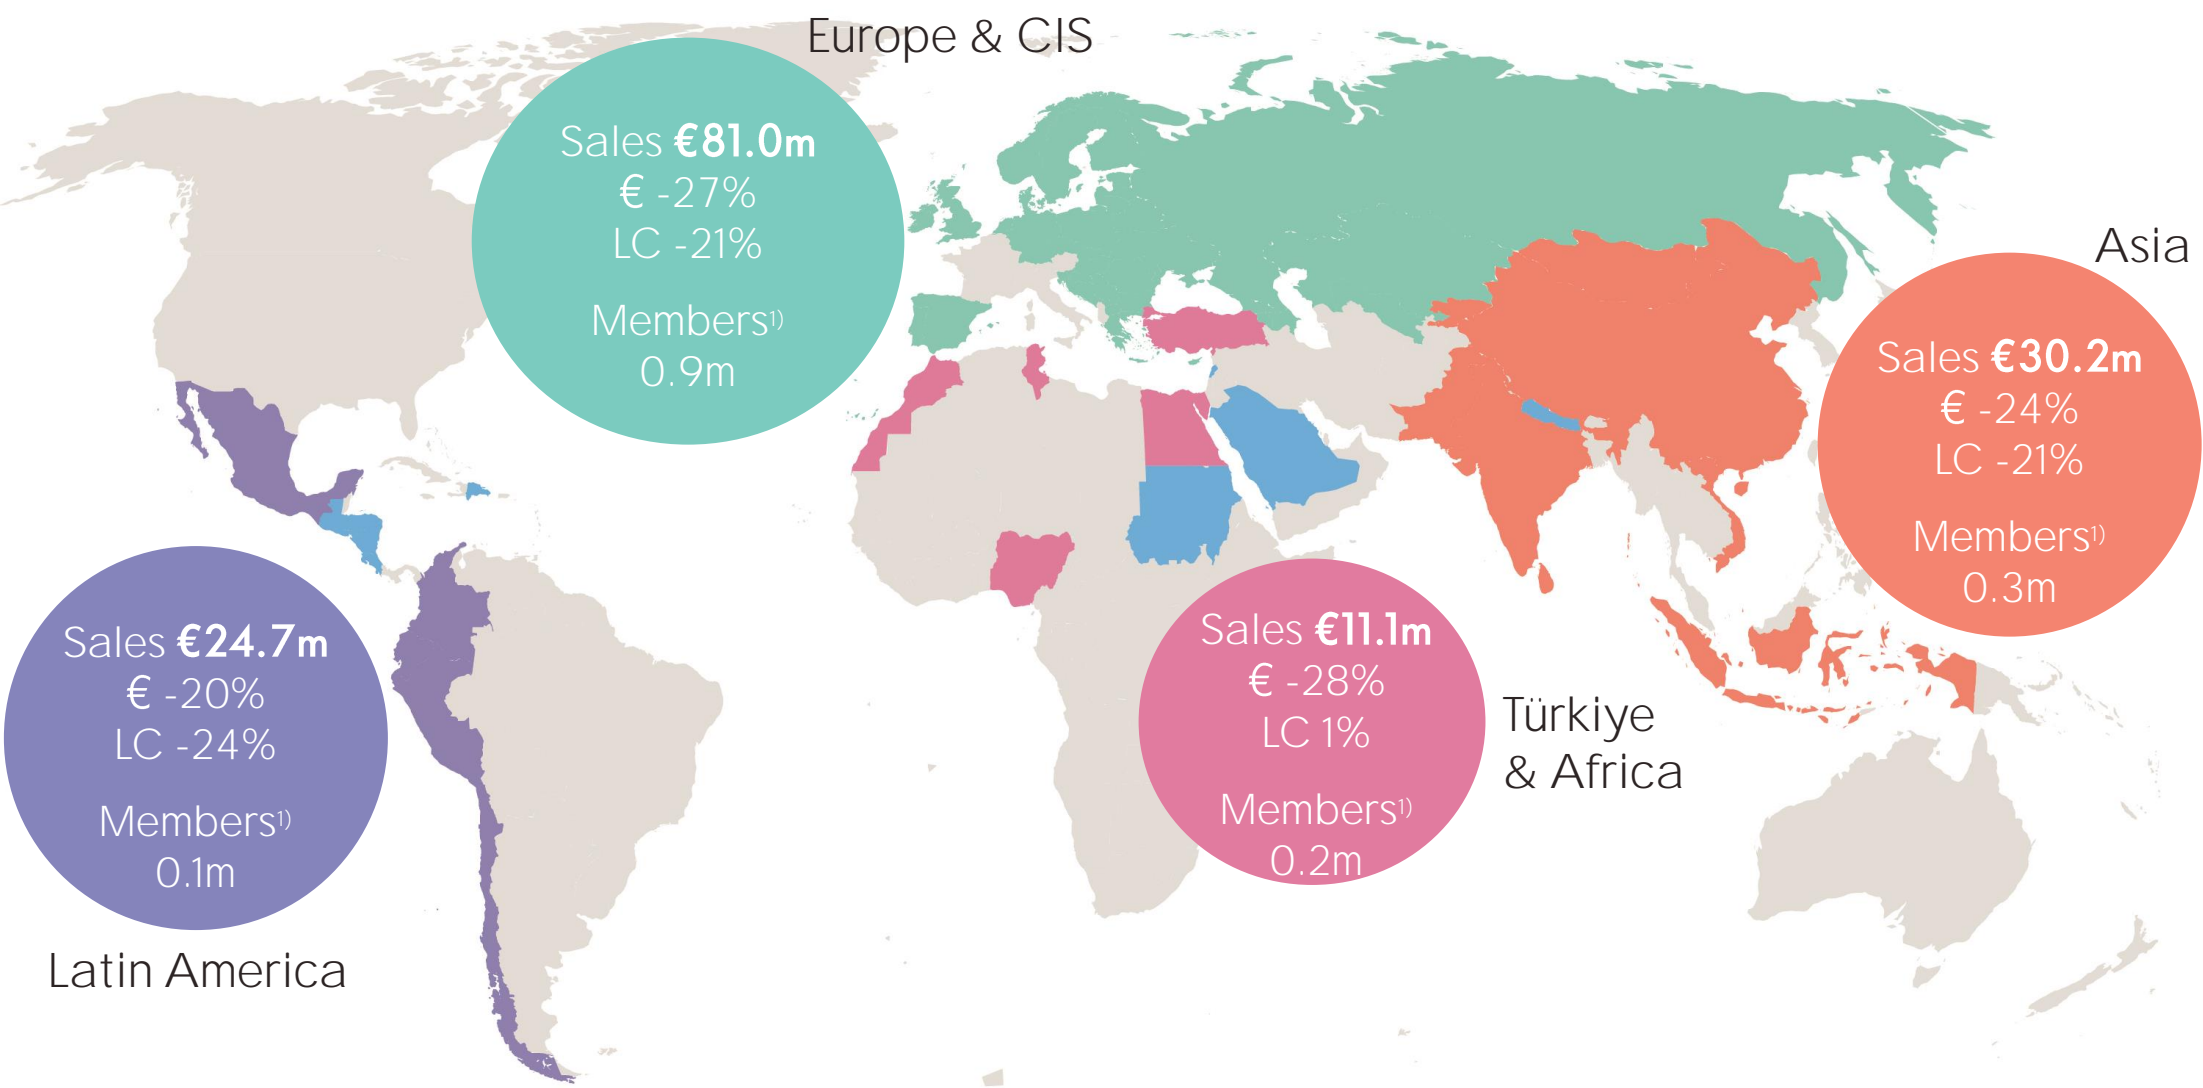 Europe & CIS
Sales €81.0m
€ -27%
LC -21%
Members¹⁾
0.9m
Asia
Sales €30.2m
€ -24%
LC -21%
Members¹⁾
0.3m
Sales €24.7m
€ -20%
LC -24%
Members¹⁾
0.1m
Latin America
Sales €11.1m
€ -28%
LC 1%
Members¹⁾
0.2m
Türkiye
& Africa